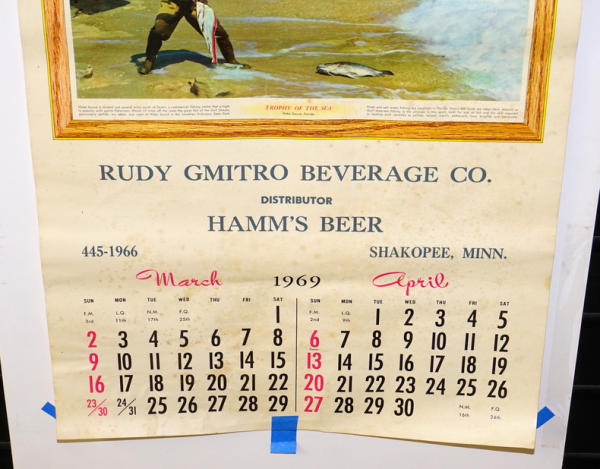 TROPHY OF THE SEA
RUDY GMITRO BEVERAGE CO.
DISTRIBUTOR
HAMM'S BEER
445-1966 SHAKOPEE, MINN.
March 1969 April
SUN MON TUE WED THU FRI SAT SUN MON TUE WED THU FRI SAT
F.M. L.Q. N.M. F.Q. 1 F.M. L.Q. 1 2 3 4 5
3rd 11th 17th 25th 2nd 9th
2 3 4 5 6 7 8 6 7 8 9 10 11 12
9 10 11 12 13 14 15 13 14 15 16 17 18 19
16 17 18 19 20 21 22 20 21 22 23 24 25 26
23/30 24/31 25 26 27 28 29 27 28 29 30 N.M. F.Q.
16th 24th